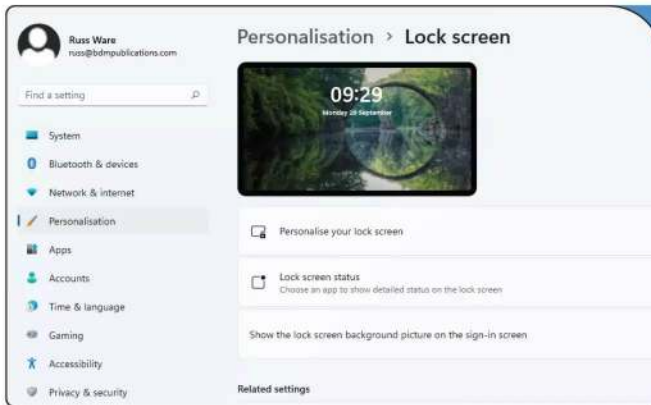 Russ Ware
russ@bdmpublications.com
Find a setting
System
Bluetooth & devices
Network & internet
Personalisation
Apps
Accounts
Time & language
Gaming
Accessibility
Privacy & security
Personalisation > Lock screen
09:29
Monday 20 September
Personalise your lock screen
Lock screen status
Choose an app to show detailed status on the lock screen
Show the lock screen background picture on the sign-in screen
Related settings